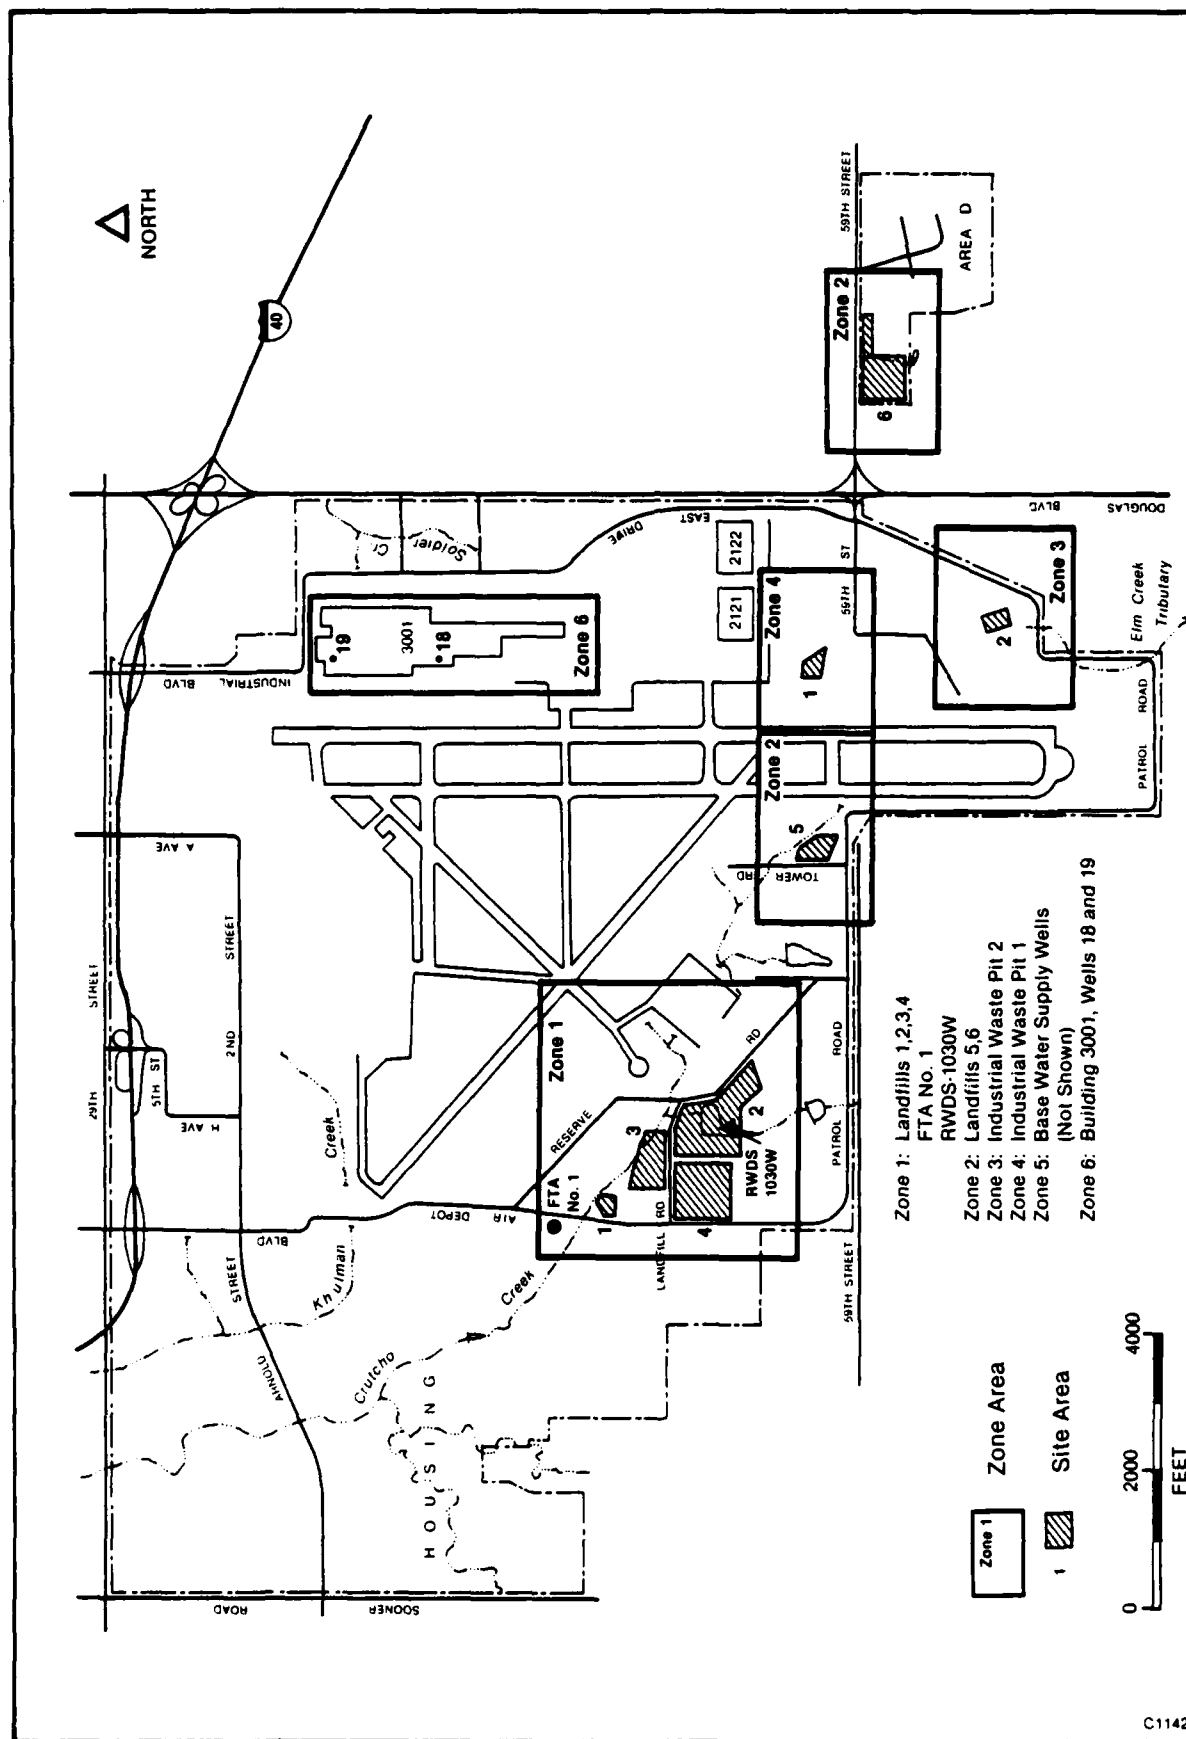 NORTH
40
29TH STREET
A AVE
5TH ST
H. AVE
2 ND STREET
INDUSTRIAL BLVD
Soldier Cr
EAST DRIVE
19
3001
18
Zone 6
2121
2122
Zone 4
1
59TH ST
59TH STREET
Zone 2
6
AREA D
DOUGLAS BLVD
Zone 3
2
Elm Creek
Tributary
PATROL ROAD
Zone 2
5
TOWER RD
Zone 1
RESERVE RD
FTA
No. 1
1
3
2
4
RWDS
1030W
LANDFILL RD
AIR DEPOT BLVD
PATROL ROAD
59TH STREET
Creek
Khulman
Crutcho
Creek
STREET
HOUSING
SOONER ROAD
Zone 1: Landfills 1,2,3,4
FTA No. 1
RWDS-1030W
Zone 2: Landfills 5,6
Zone 3: Industrial Waste Pit 2
Zone 4: Industrial Waste Pit 1
Zone 5: Base Water Supply Wells
(Not Shown)
Zone 6: Building 3001, Wells 18 and 19
Zone 1 Zone Area
1 Site Area
0 2000 4000
FEET
C1142